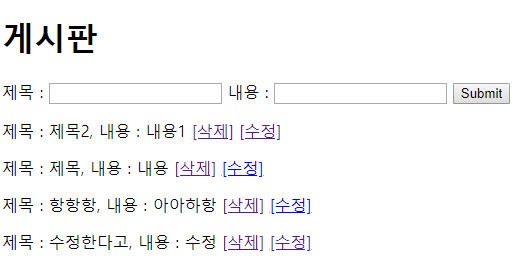 게시판
제목 : 내용 : Submit
제목 : 제목2, 내용 : 내용1 [삭제] [수정]
제목 : 제목, 내용 : 내용 [삭제] [수정]
제목 : 항항항, 내용 : 아아하항 [삭제] [수정]
제목 : 수정한다고, 내용 : 수정 [삭제] [수정]